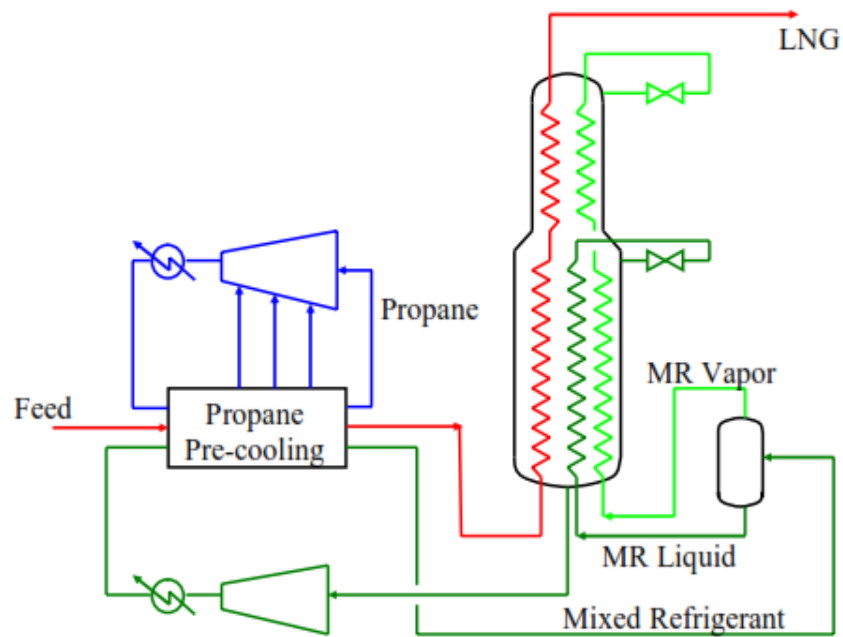 LNG
Propane
MR Vapor
Feed
Propane
Pre-cooling
MR Liquid
Mixed Refrigerant